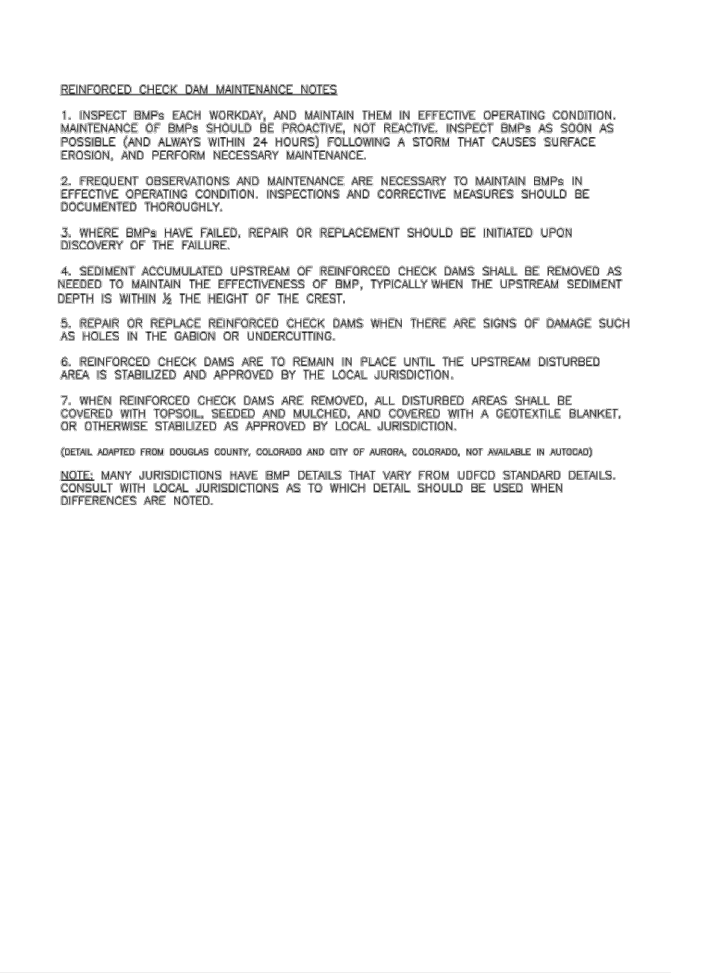 REINFORCED CHECK DAM MAINTENANCE NOTES
1. INSPECT BMPs EACH WORKDAY, AND MAINTAIN THEM IN EFFECTIVE OPERATING CONDITION.
MAINTENANCE OF BMPs SHOULD BE PROACTIVE, NOT REACTIVE. INSPECT BMPs AS SOON AS
POSSIBLE (AND ALWAYS WITHIN 24 HOURS) FOLLOWING A STORM THAT CAUSES SURFACE
EROSION, AND PERFORM NECESSARY MAINTENANCE.
2. FREQUENT OBSERVATIONS AND MAINTENANCE ARE NECESSARY TO MAINTAIN BMPs IN
EFFECTIVE OPERATING CONDITION. INSPECTIONS AND CORRECTIVE MEASURES SHOULD BE
DOCUMENTED THOROUGHLY.
3. WHERE BMPs HAVE FAILED, REPAIR OR REPLACEMENT SHOULD BE INITIATED UPON
DISCOVERY OF THE FAILURE.
4. SEDIMENT ACCUMULATED UPSTREAM OF REINFORCED CHECK DAMS SHALL BE REMOVED AS
NEEDED TO MAINTAIN THE EFFECTIVENESS OF BMP, TYPICALLY WHEN THE UPSTREAM SEDIMENT
DEPTH IS WITHIN ½ THE HEIGHT OF THE CREST.
5. REPAIR OR REPLACE REINFORCED CHECK DAMS WHEN THERE ARE SIGNS OF DAMAGE SUCH
AS HOLES IN THE GABION OR UNDERCUTTING.
6. REINFORCED CHECK DAMS ARE TO REMAIN IN PLACE UNTIL THE UPSTREAM DISTURBED
AREA IS STABILIZED AND APPROVED BY THE LOCAL JURISDICTION.
7. WHEN REINFORCED CHECK DAMS ARE REMOVED, ALL DISTURBED AREAS SHALL BE
COVERED WITH TOPSOIL, SEEDED AND MULCHED, AND COVERED WITH A GEOTEXTILE BLANKET,
OR OTHERWISE STABILIZED AS APPROVED BY LOCAL JURISDICTION.
(DETAIL ADAPTED FROM DOUGLAS COUNTY, COLORADO AND CITY OF AURORA, COLORADO, NOT AVAILABLE IN AUTOCAD)
NOTE: MANY JURISDICTIONS HAVE BMP DETAILS THAT VARY FROM UDFCD STANDARD DETAILS.
CONSULT WITH LOCAL JURISDICTIONS AS TO WHICH DETAIL SHOULD BE USED WHEN
DIFFERENCES ARE NOTED.